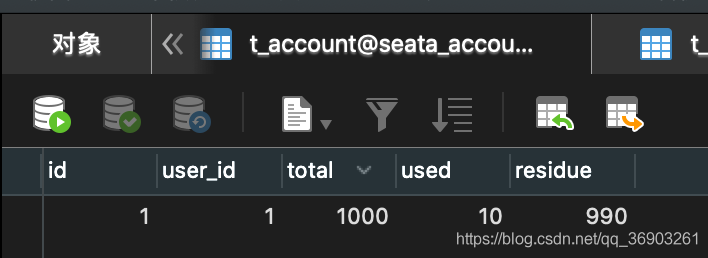 对象 t_account@seata_accou... t_
id user_id total used residue
1 1 1000 10 990
https://blog.csdn.net/qq_36903261